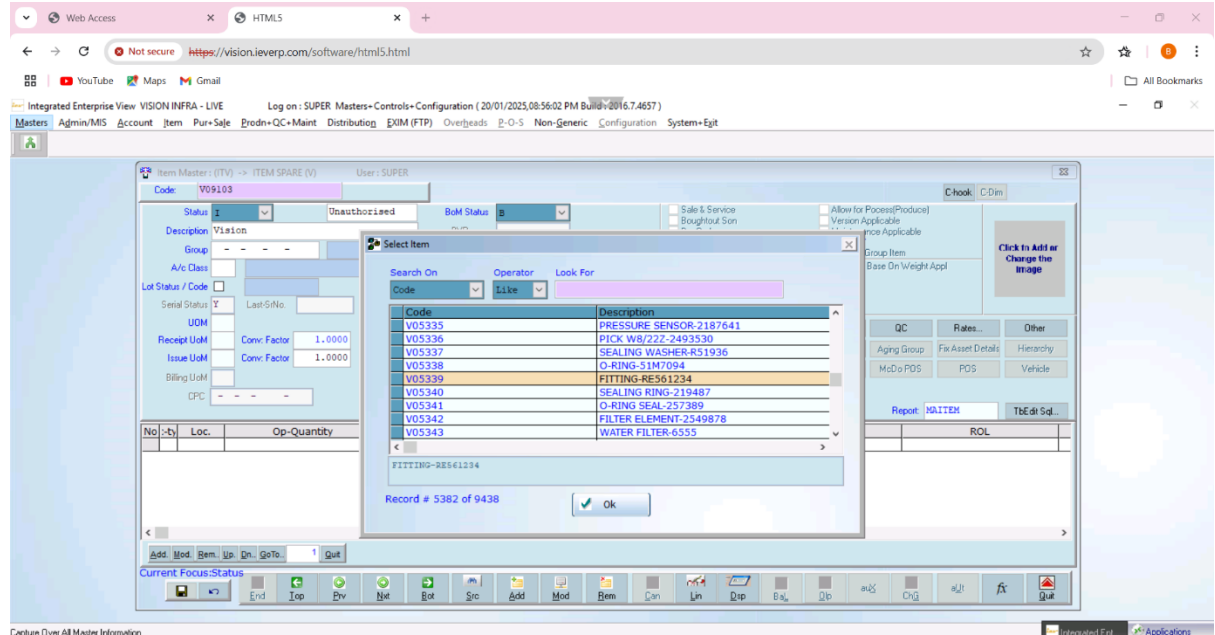 Web Access
HTML5
Not secure https://vision.ieverp.com/software/html5.html
B
YouTube Maps Gmail All Bookmarks
Integrated Enterprise View VISION INFRA - LIVE Log on : SUPER Masters+Controls+Configuration ( 20/01/2025,08:56:02 PM Build : 2016.7.4657 )
Masters Admin/MIS Account Item Pur+Sale Prodn+QC+Maint Distribution EXIM (FTP) Overheads P-O-S Non-Generic Configuration System+Exit
Item Master : (ITV) -> ITEM SPARE (V) User : SUPER
Code: V09103 C-hook C-Dim
Status I Unauthorised BoM Status B Sale & Service Allow for Pocess(Produce)
Boughtout Son Version Applicable
Description Vision
Group - - - - Group Item
A/c Class Base On Weight Appl
Click to Add or
Change the
Image
Lot Status / Code
Serial Status Y Last-SrNo.
UOM
Receipt UoM Conv: Factor 1.0000
Issue UoM Conv: Factor 1.0000
Billing UoM
CPC - - - -
QC Rates... Other
Aging Group Fix Asset Details Hierarchy
McDo POS POS Vehicle
Report: MAITEM TbEdit Sql...
No :-ty Loc. Op-Quantity ROL
Select Item
Search On Operator Look For
Code Like
Code Description
V05335 PRESSURE SENSOR-2187641
V05336 PICK W8/22Z-2493530
V05337 SEALING WASHER-R51936
V05338 O-RING-51M7094
V05339 FITTING-RE561234
V05340 SEALING RING-219487
V05341 O-RING SEAL-257389
V05342 FILTER ELEMENT-2549878
V05343 WATER FILTER-6555
FITTING-RE561234
Record # 5382 of 9438
Ok
Add. Mod. Rem.. Up. Dn.. GoTo.. 1 Quit
Current Focus:Status
End Top Prv Nxt Bot Src Add Mod Rem Can Lin Dsp Bal Dlp auX ChG aUt fx Quit
Capture Over All Master Information
Integrated Ent Applications